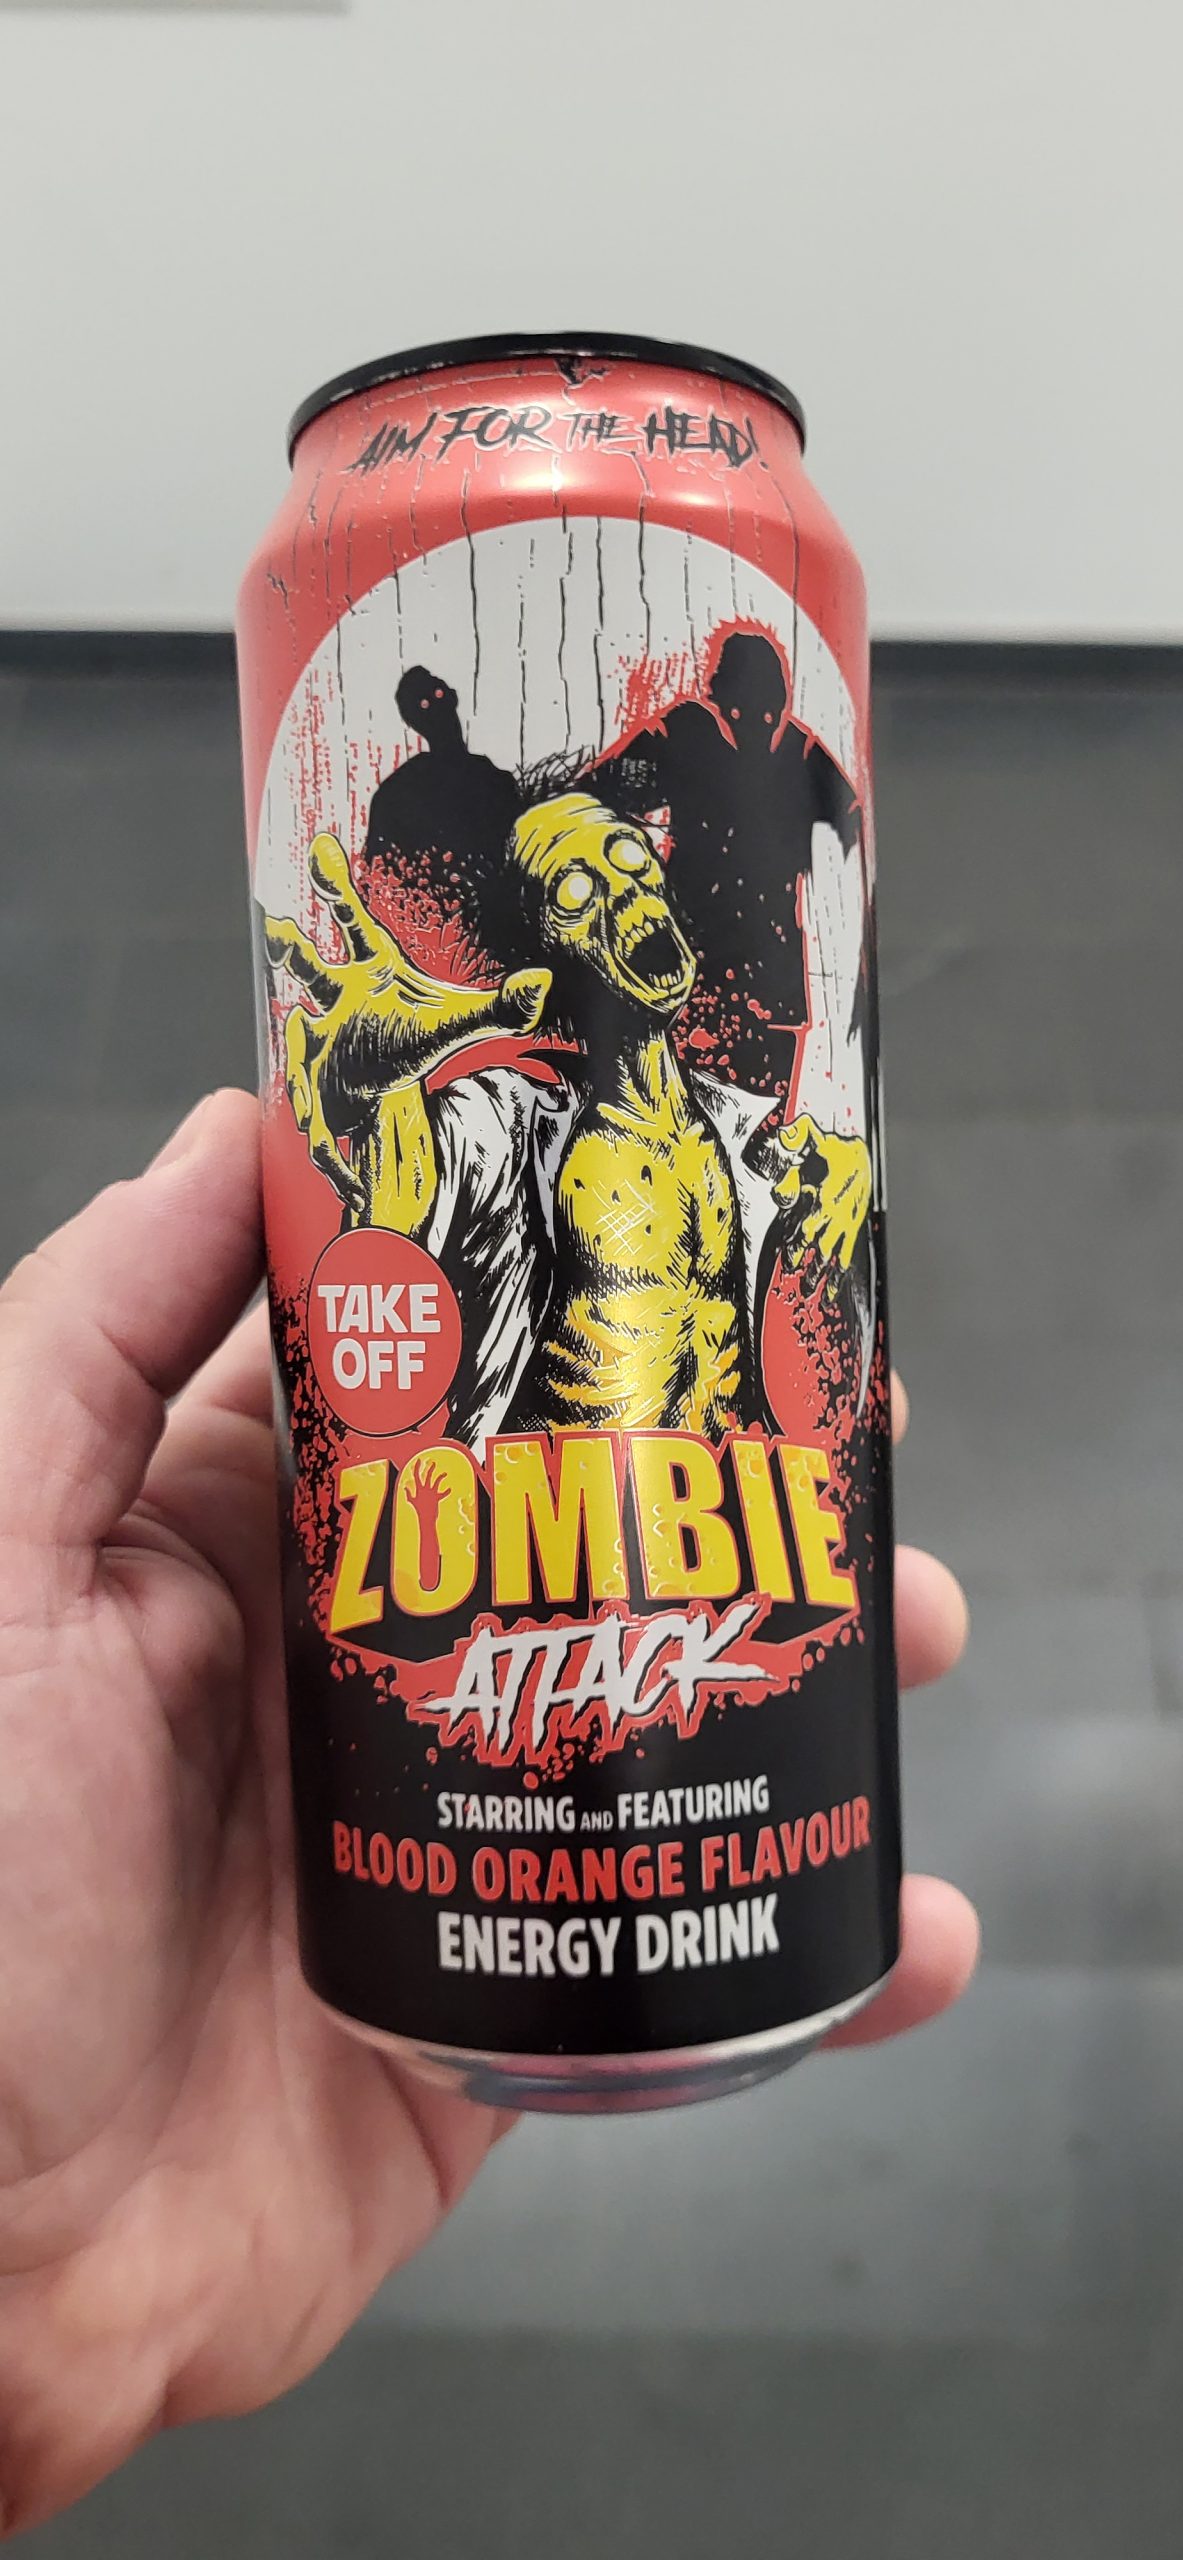 AIM FOR THE HEAD!
TAKE
OFF
ZOMBIE
ATTACK
STARRING AND FEATURING
BLOOD ORANGE FLAVOUR
ENERGY DRINK